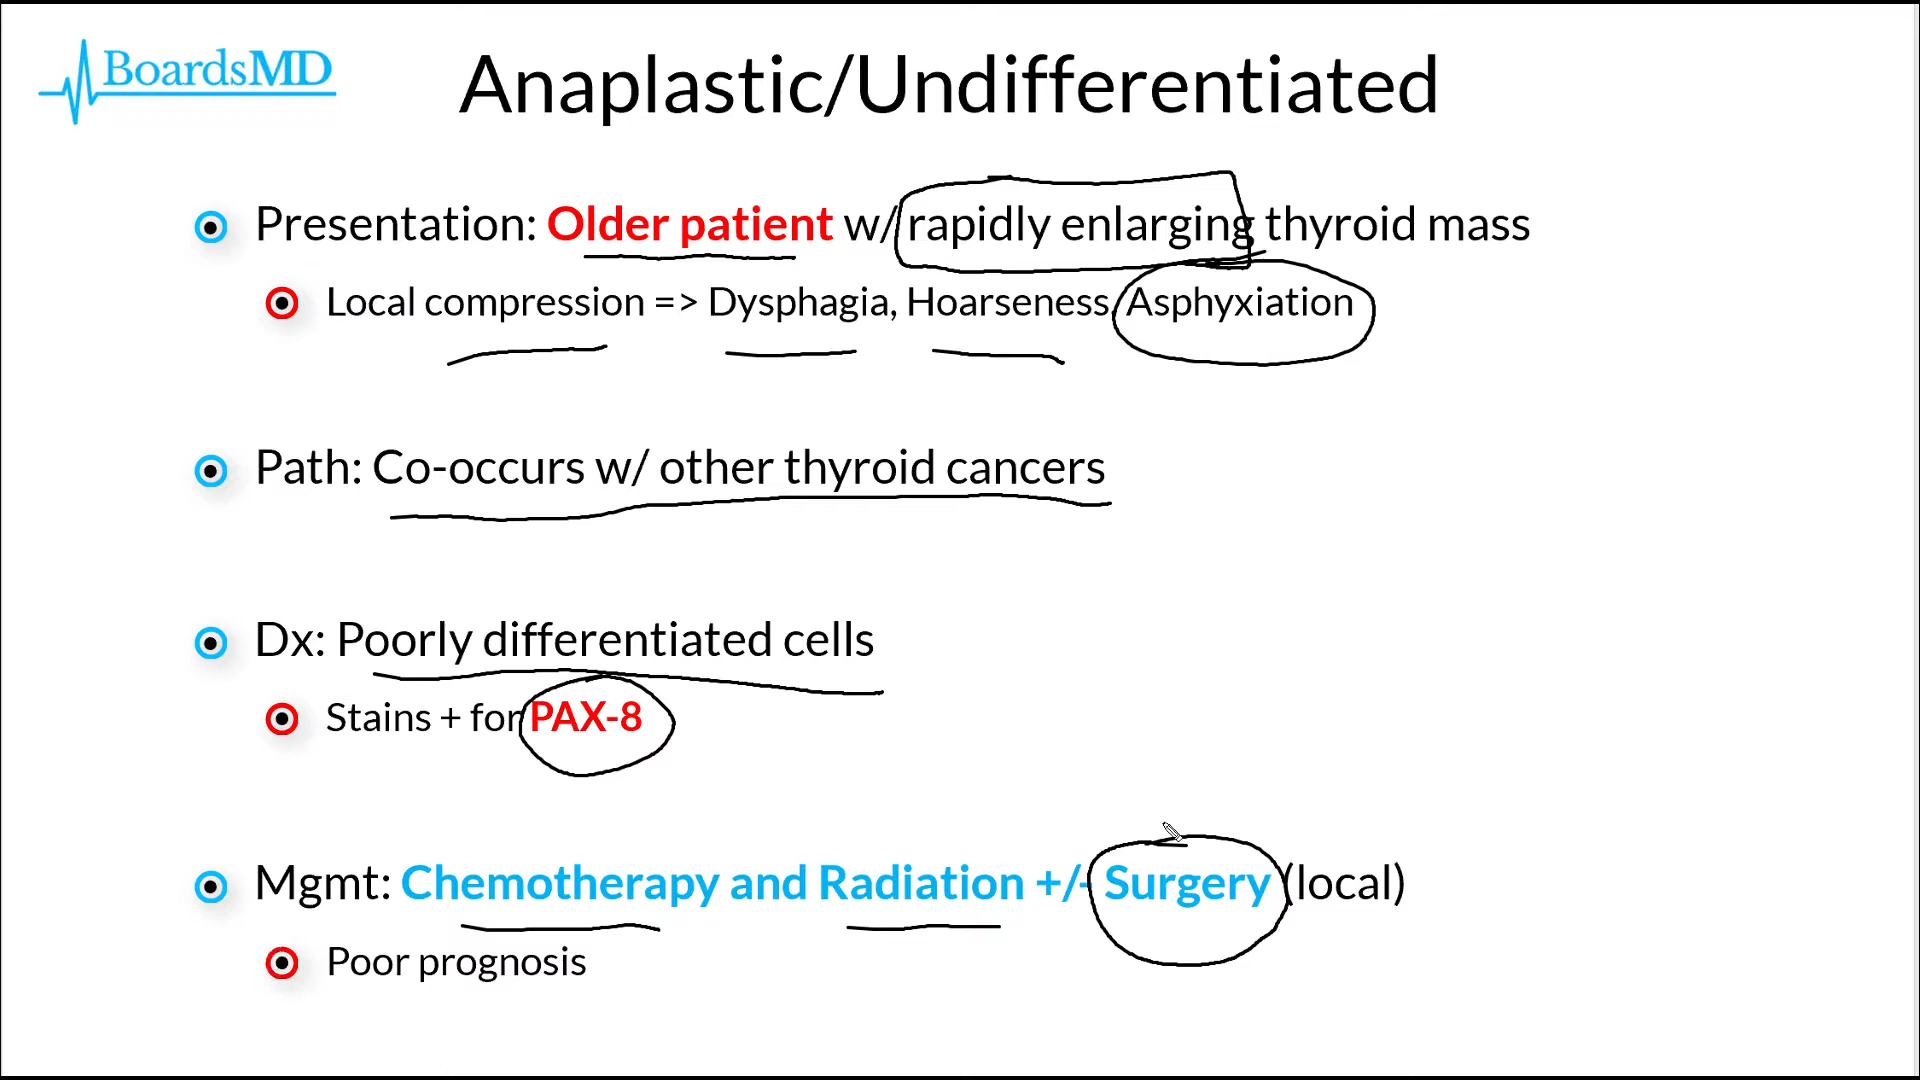 BoardsMD
Anaplastic/Undifferentiated
Presentation: Older patient w/ rapidly enlarging thyroid mass
Local compression => Dysphagia, Hoarseness, Asphyxiation
Path: Co-occurs w/ other thyroid cancers
Dx: Poorly differentiated cells
Stains + for PAX-8
Mgmt: Chemotherapy and Radiation +/- Surgery (local)
Poor prognosis